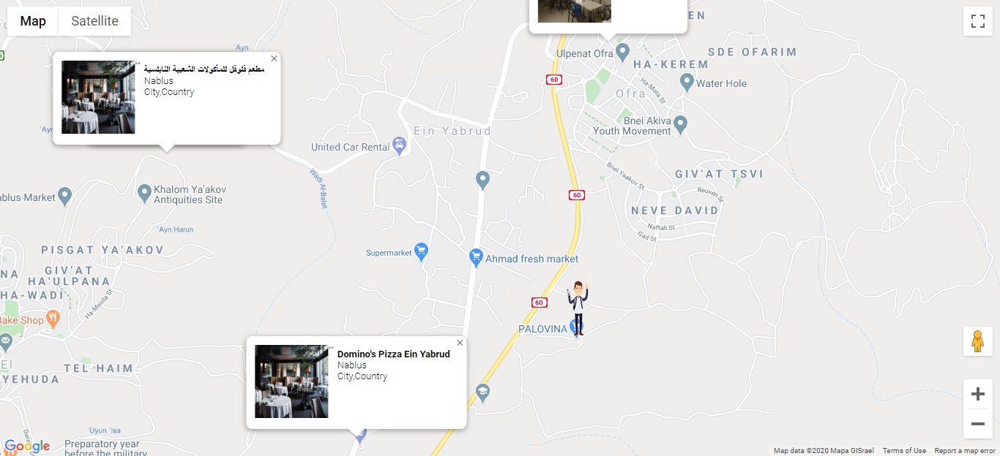 Map
Satellite
EN
`Ayn
Ulpenat Ofra
SDE OFARIM
مطعم فلوفل للمأكولات الشعبية النابلسية
Nablus
City,Country
60
HA-KEREM
Ha-Mata St
Water Hole
Ofra
Bnei Akiva
Youth Movement
`Ayn
Ein Yabrud
United Car Rental
Wadi Al-Balet
Bnei Yaakov St
GIV'AT TSVI
Khalom Ya'akov
Antiquities Site
ablus Market
60
Reuven St
NEVE DAVID
`Ayn Harun
Naftali St
Gad St
PISGAT YA'AKOV
Supermarket
Ahmad fresh market
GIV'AT
HA'ULPANA
NA
HA-WADI
Ha-Mesila St
60
Bake Shop
PALOVINA
Domino's Pizza Ein Yabrud
Nablus
City,Country
EI
YEHUDA
TEL HAIM
`Uyun `Isa
Dere
Google
Preparatory year
before the military
Map data ©2020 Mapa GISrael
Terms of Use
Report a map error